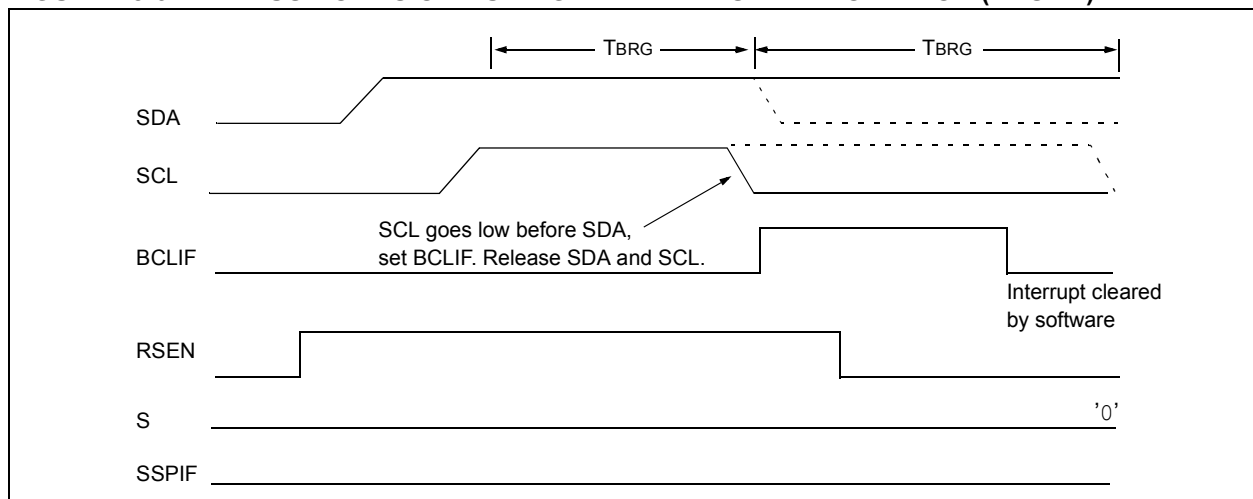 TBRG
TBRG
SDA
SCL
SCL goes low before SDA,
set BCLIF. Release SDA and SCL.
BCLIF
Interrupt cleared
by software
RSEN
S
'0'
SSPIF